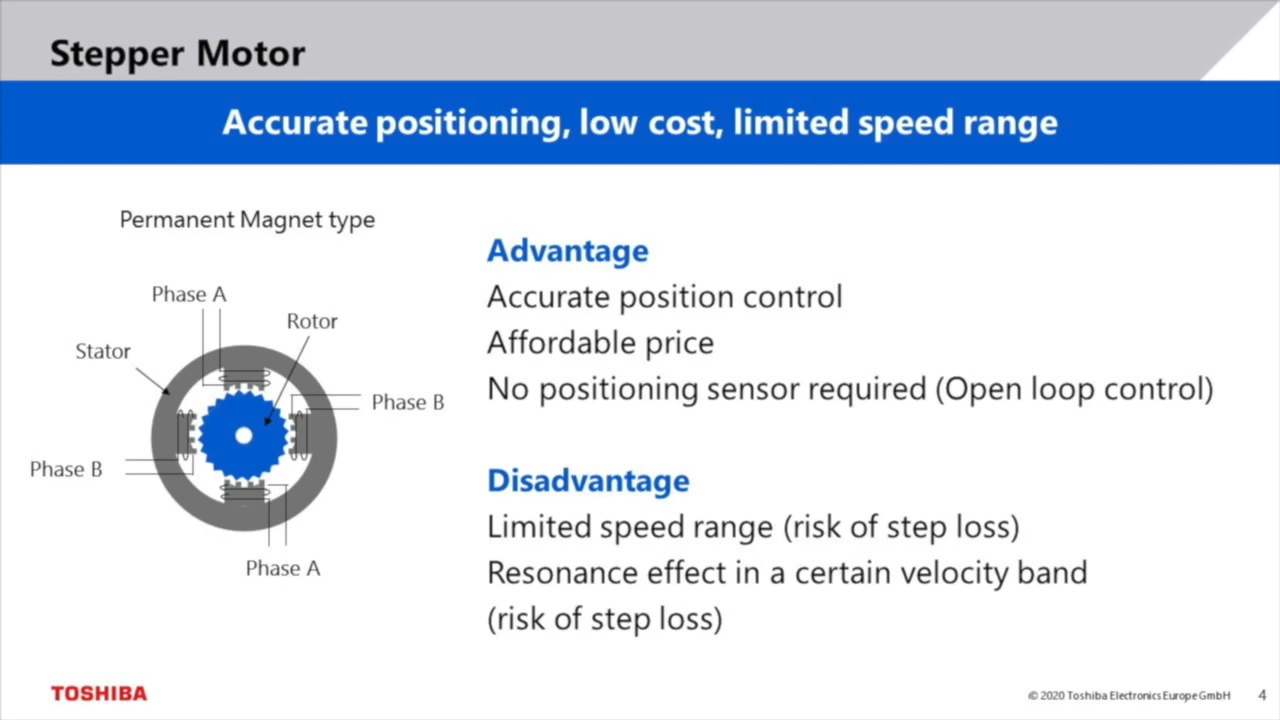 Stepper Motor
Accurate positioning, low cost, limited speed range
Permanent Magnet type
Phase A
Rotor
Stator
Phase B
Phase B
Phase A
Advantage
Accurate position control
Affordable price
No positioning sensor required (Open loop control)
Disadvantage
Limited speed range (risk of step loss)
Resonance effect in a certain velocity band
(risk of step loss)
TOSHIBA
© 2020 Toshiba Electronics Europe GmbH
4